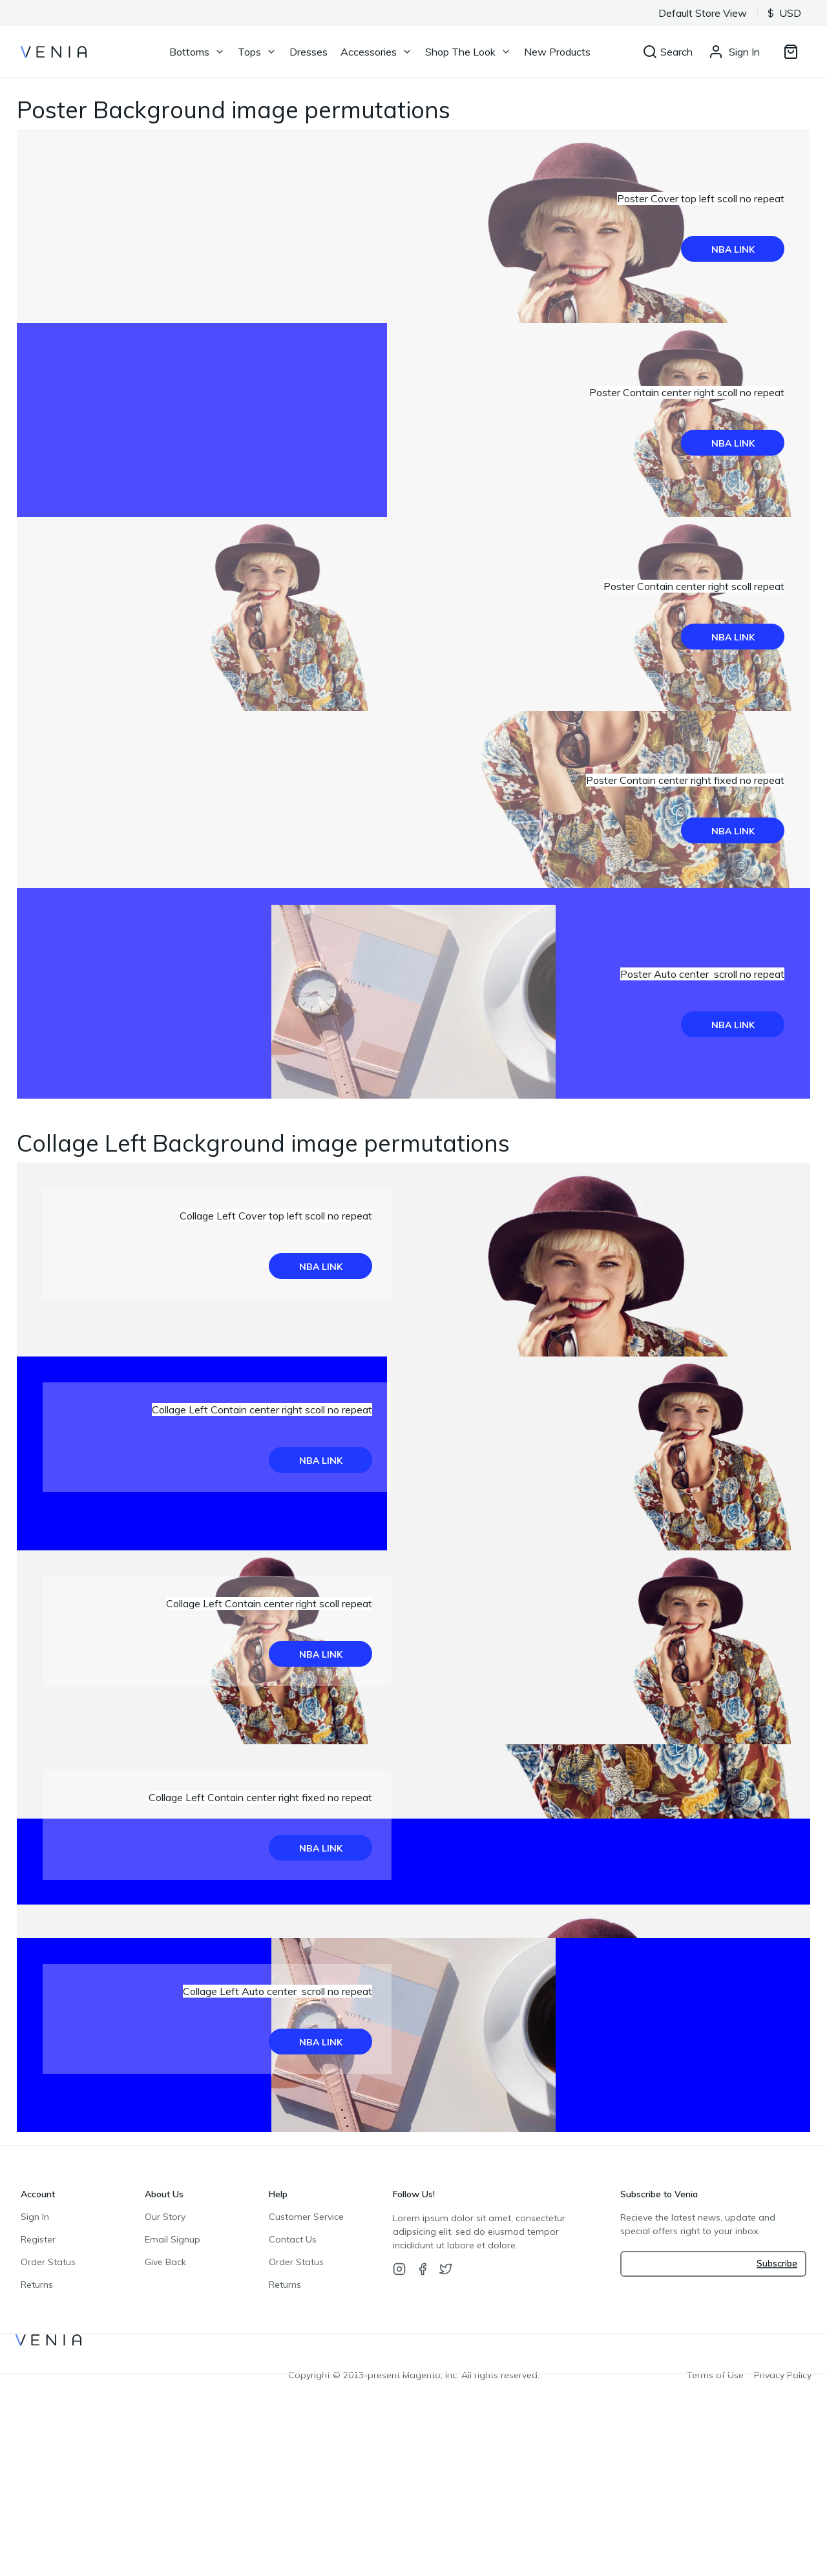 Default Store View $ USD
VENIA Bottoms Tops Dresses Accessories Shop The Look New Products Search Sign In
Poster Background image permutations
Poster Cover top left scoll no repeat
NBA LINK
Poster Contain center right scoll no repeat
NBA LINK
Poster Contain center right scoll repeat
NBA LINK
Poster Contain center right fixed no repeat
NBA LINK
NOTES
Poster Auto center  scroll no repeat
NBA LINK
Collage Left Background image permutations
Collage Left Cover top left scoll no repeat
NBA LINK
Collage Left Contain center right scoll no repeat
NBA LINK
Collage Left Contain center right scoll repeat
NBA LINK
Collage Left Contain center right fixed no repeat
NBA LINK
Collage Left Auto center  scroll no repeat
NBA LINK
Account
Sign In
Register
Order Status
Returns
About Us
Our Story
Email Signup
Give Back
Help
Customer Service
Contact Us
Order Status
Returns
Follow Us!
Lorem ipsum dolor sit amet, consectetur
adipsicing elit, sed do eiusmod tempor
incididunt ut labore et dolore.
Subscribe to Venia
Recieve the latest news, update and
special offers right to your inbox.
Subscribe
VENIA
Copyright © 2013-present Magento, Inc. All rights reserved.
Terms of Use Privacy Policy